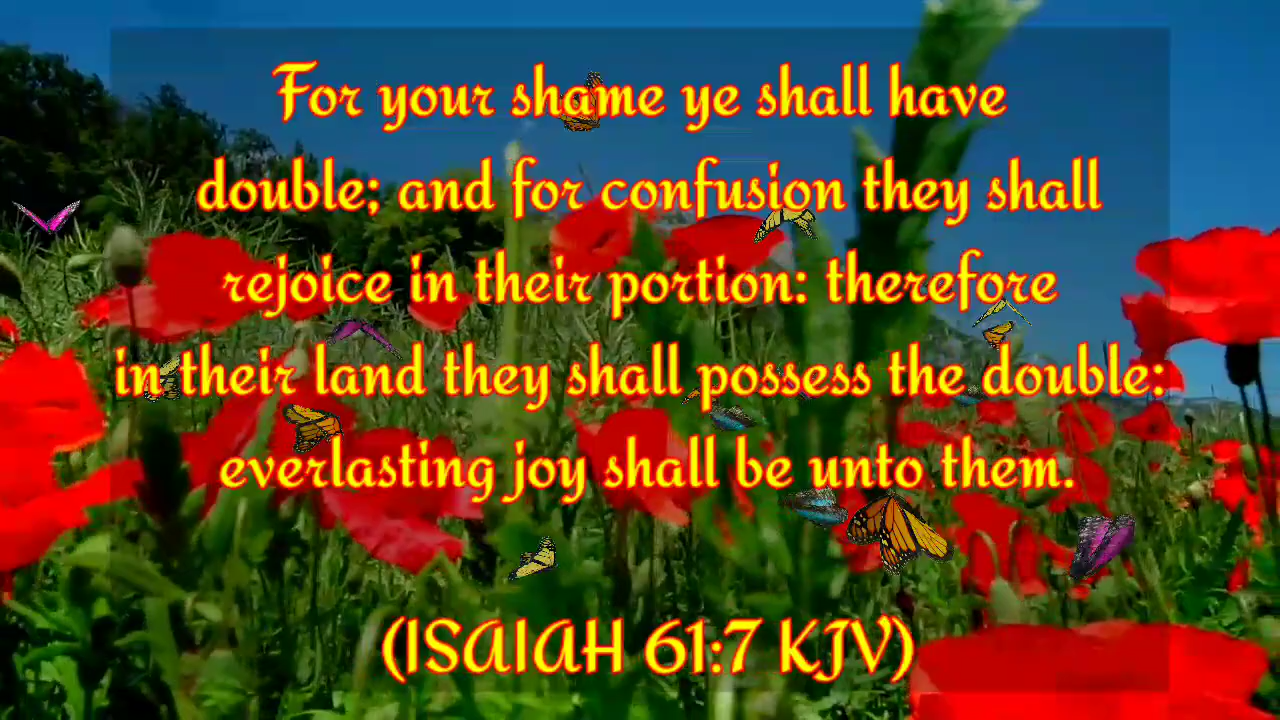 For your shame ye shall have
double; and for confusion they shall
rejoice in their portion: therefore
in their land they shall possess the double:
everlasting joy shall be unto them.
(ISAIAH 61:7 KJV)